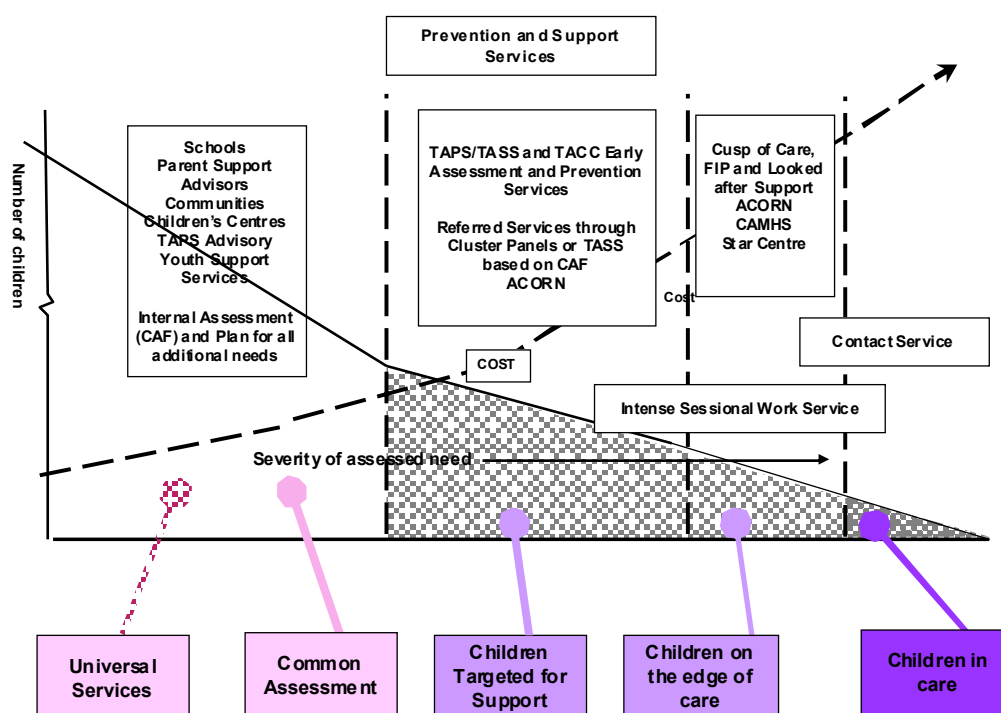 Prevention and Support
Services
Number of children
Schools
Parent Support
Advisors
Communities
Children's Centres
TAPS Advisory
Youth Support
Services
Internal Assessment
(CAF) and Plan for all
additional needs
TAPS/TASS and TACC Early
Assessment and Prevention
Services
Referred Services through
Cluster Panels or TASS
based on CAF
ACORN
Cusp of Care,
FIP and Looked
after Support
ACORN
CAMHS
Star Centre
Cost
Contact Service
COST
Intense Sessional Work Service
Severity of assessed need
Universal
Services
Common
Assessment
Children
Targeted for
Support
Children on
the edge of
care
Children in
care